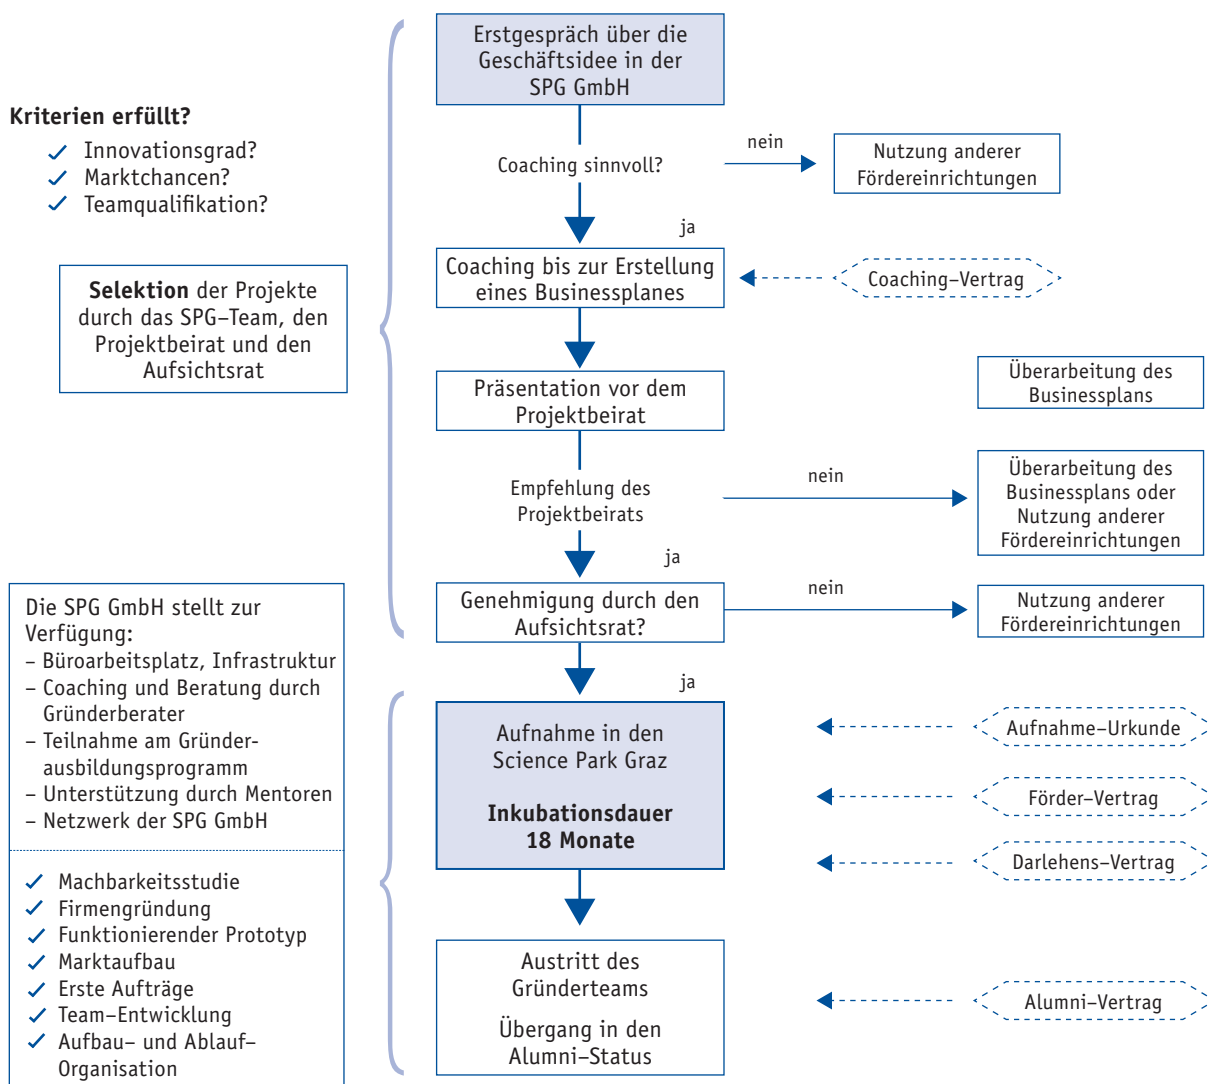 Erstgespräch über die
Geschäftsidee in der
SPG GmbH
Kriterien erfüllt?
✓ Innovationsgrad?
✓ Marktchancen?
✓ Teamqualifikation?
Coaching sinnvoll?
nein
Nutzung anderer
Fördereinrichtungen
ja
Selektion der Projekte
durch das SPG–Team, den
Projektbeirat und den
Aufsichtsrat
Coaching bis zur Erstellung
eines Businessplanes
Coaching–Vertrag
Präsentation vor dem
Projektbeirat
Überarbeitung des
Businessplans
Empfehlung des
Projektbeirats
nein
Überarbeitung des
Businessplans oder
Nutzung anderer
Fördereinrichtungen
ja
Genehmigung durch den
Aufsichtsrat?
nein
Nutzung anderer
Fördereinrichtungen
ja
Die SPG GmbH stellt zur
Verfügung:
– Büroarbeitsplatz, Infrastruktur
– Coaching und Beratung durch
Gründerberater
– Teilnahme am Gründer-
ausbildungsprogramm
– Unterstützung durch Mentoren
– Netzwerk der SPG GmbH
✓ Machbarkeitsstudie
✓ Firmengründung
✓ Funktionierender Prototyp
✓ Marktaufbau
✓ Erste Aufträge
✓ Team–Entwicklung
✓ Aufbau– und Ablauf–
Organisation
Aufnahme in den
Science Park Graz
Inkubationsdauer
18 Monate
Aufnahme–Urkunde
Förder–Vertrag
Darlehens–Vertrag
Austritt des
Gründerteams
Übergang in den
Alumni–Status
Alumni–Vertrag